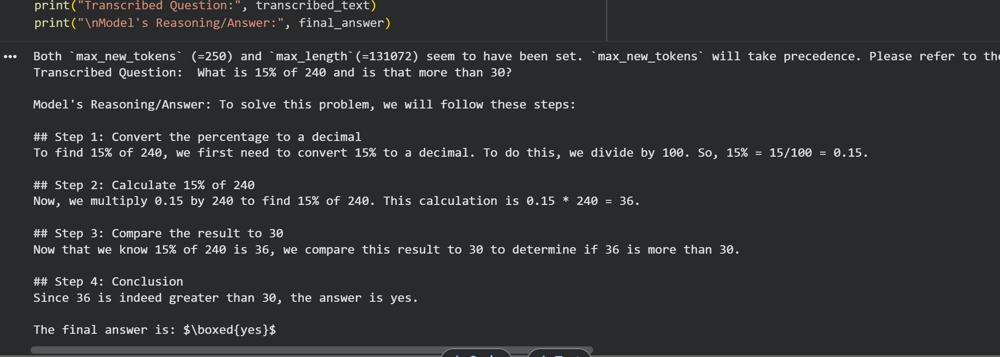 print("Transcribed Question:", transcribed_text)
print("\nModel's Reasoning/Answer:", final_answer)
Both `max_new_tokens` (=250) and `max_length`(=131072) seem to have been set. `max_new_tokens` will take precedence. Please refer to the
Transcribed Question:  What is 15% of 240 and is that more than 30?
Model's Reasoning/Answer: To solve this problem, we will follow these steps:
## Step 1: Convert the percentage to a decimal
To find 15% of 240, we first need to convert 15% to a decimal. To do this, we divide by 100. So, 15% = 15/100 = 0.15.
## Step 2: Calculate 15% of 240
Now, we multiply 0.15 by 240 to find 15% of 240. This calculation is 0.15 * 240 = 36.
## Step 3: Compare the result to 30
Now that we know 15% of 240 is 36, we compare this result to 30 to determine if 36 is more than 30.
## Step 4: Conclusion
Since 36 is indeed greater than 30, the answer is yes.
The final answer is: $\boxed{yes}$